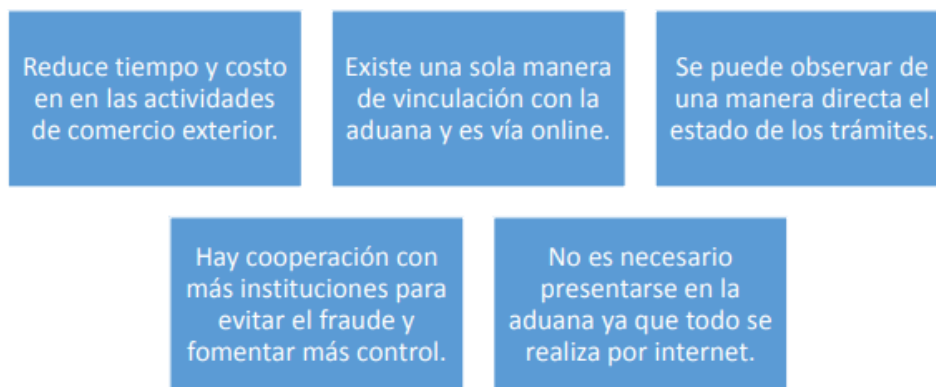 Reduce tiempo y costo
en en las actividades
de comercio exterior.
Existe una sola manera
de vinculación con la
aduana y es vía online.
Se puede observar de
una manera directa el
estado de los trámites.
Hay cooperación con
más instituciones para
evitar el fraude y
fomentar más control.
No es necesario
presentarse en la
aduana ya que todo se
realiza por internet.